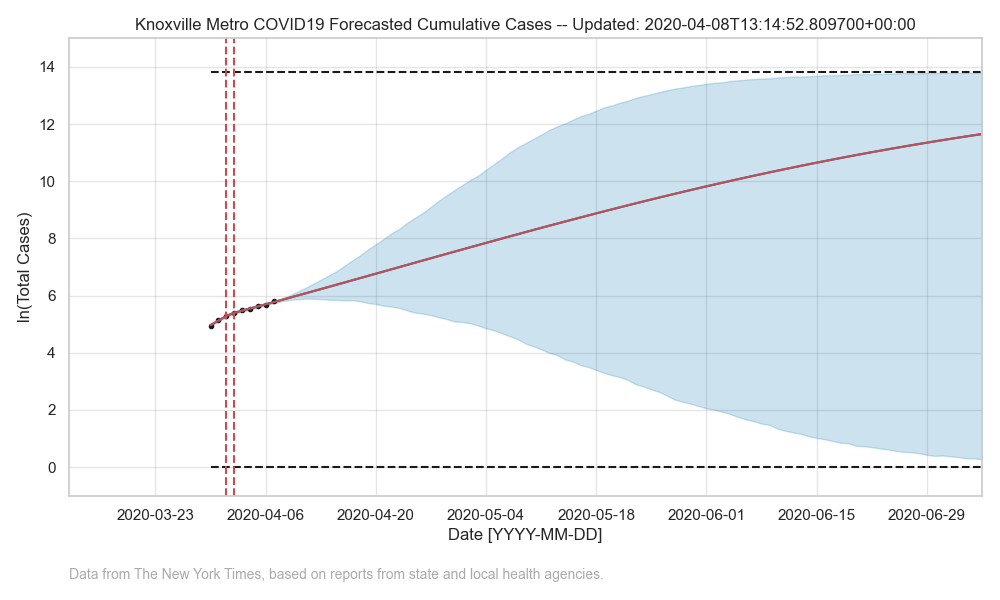 Knoxville Metro COVID19 Forecasted Cumulative Cases -- Updated: 2020-04-08T13:14:52.809700+00:00
ln(Total Cases)
14
12
10
8
6
4
2
0
2020-03-23 2020-04-06 2020-04-20 2020-05-04 2020-05-18 2020-06-01 2020-06-15 2020-06-29
Date [YYYY-MM-DD]
Data from The New York Times, based on reports from state and local health agencies.